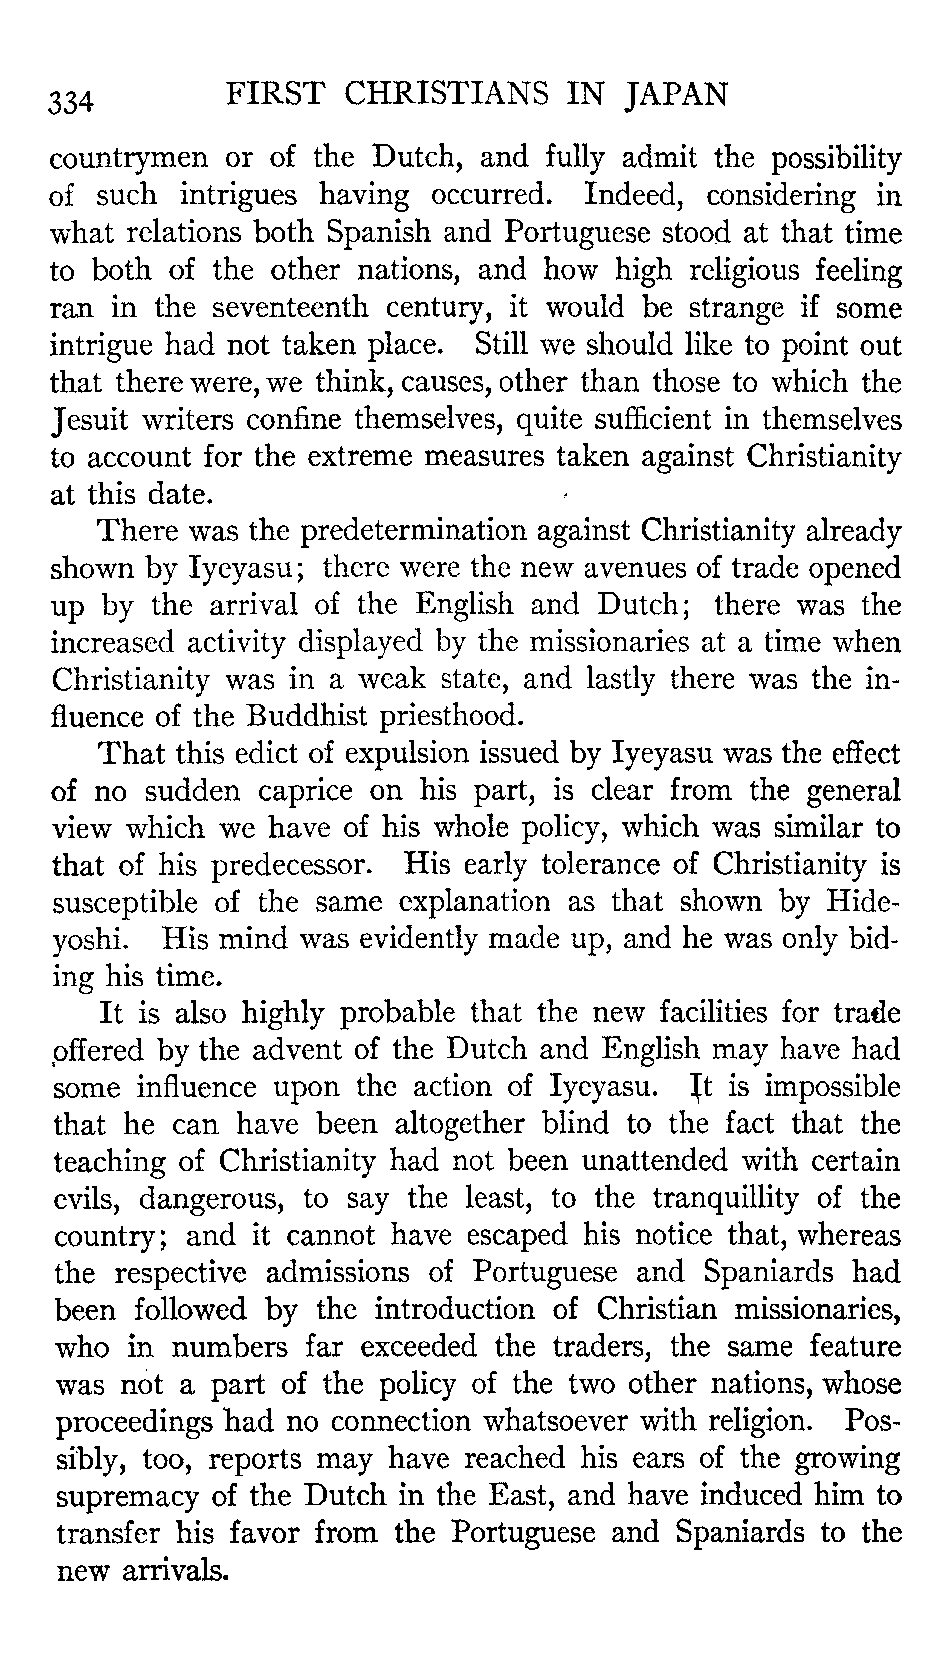 334 FIRST CHRISTIANS IN JAPAN
countrymen or of the Dutch, and fully admit the possibility
of such intrigues having occurred. Indeed, considering in
what relations both Spanish and Portuguese stood at that time
to both of the other nations, and how high religious feeling
ran in the seventeenth century, it would be strange if some
intrigue had not taken place. Still we should like to point out
that there were, we think, causes, other than those to which the
Jesuit writers confine themselves, quite sufficient in themselves
to account for the extreme measures taken against Christianity
at this date.
There was the predetermination against Christianity already
shown by Iyeyasu; there were the new avenues of trade opened
up by the arrival of the English and Dutch; there was the
increased activity displayed by the missionaries at a time when
Christianity was in a weak state, and lastly there was the in-
fluence of the Buddhist priesthood.
That this edict of expulsion issued by Iyeyasu was the effect
of no sudden caprice on his part, is clear from the general
view which we have of his whole policy, which was similar to
that of his predecessor. His early tolerance of Christianity is
susceptible of the same explanation as that shown by Hide-
yoshi. His mind was evidently made up, and he was only bid-
ing his time.
It is also highly probable that the new facilities for trade
offered by the advent of the Dutch and English may have had
some influence upon the action of Iyeyasu. It is impossible
that he can have been altogether blind to the fact that the
teaching of Christianity had not been unattended with certain
evils, dangerous, to say the least, to the tranquillity of the
country; and it cannot have escaped his notice that, whereas
the respective admissions of Portuguese and Spaniards had
been followed by the introduction of Christian missionaries,
who in numbers far exceeded the traders, the same feature
was not a part of the policy of the two other nations, whose
proceedings had no connection whatsoever with religion. Pos-
sibly, too, reports may have reached his ears of the growing
supremacy of the Dutch in the East, and have induced him to
transfer his favor from the Portuguese and Spaniards to the
new arrivals.